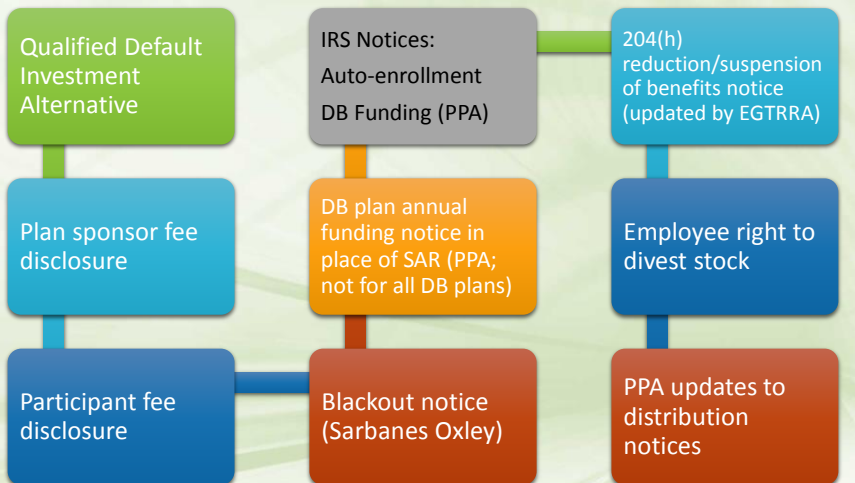 Qualified Default
Investment
Alternative
Plan sponsor fee
disclosure
Participant fee
disclosure
Blackout notice
(Sarbanes Oxley)
DB plan annual
funding notice in
place of SAR (PPA;
not for all DB plans)
IRS Notices:
Auto-enrollment
DB Funding (PPA)
204(h)
reduction/suspension
of benefits notice
(updated by EGTRRA)
Employee right to
divest stock
PPA updates to
distribution
notices